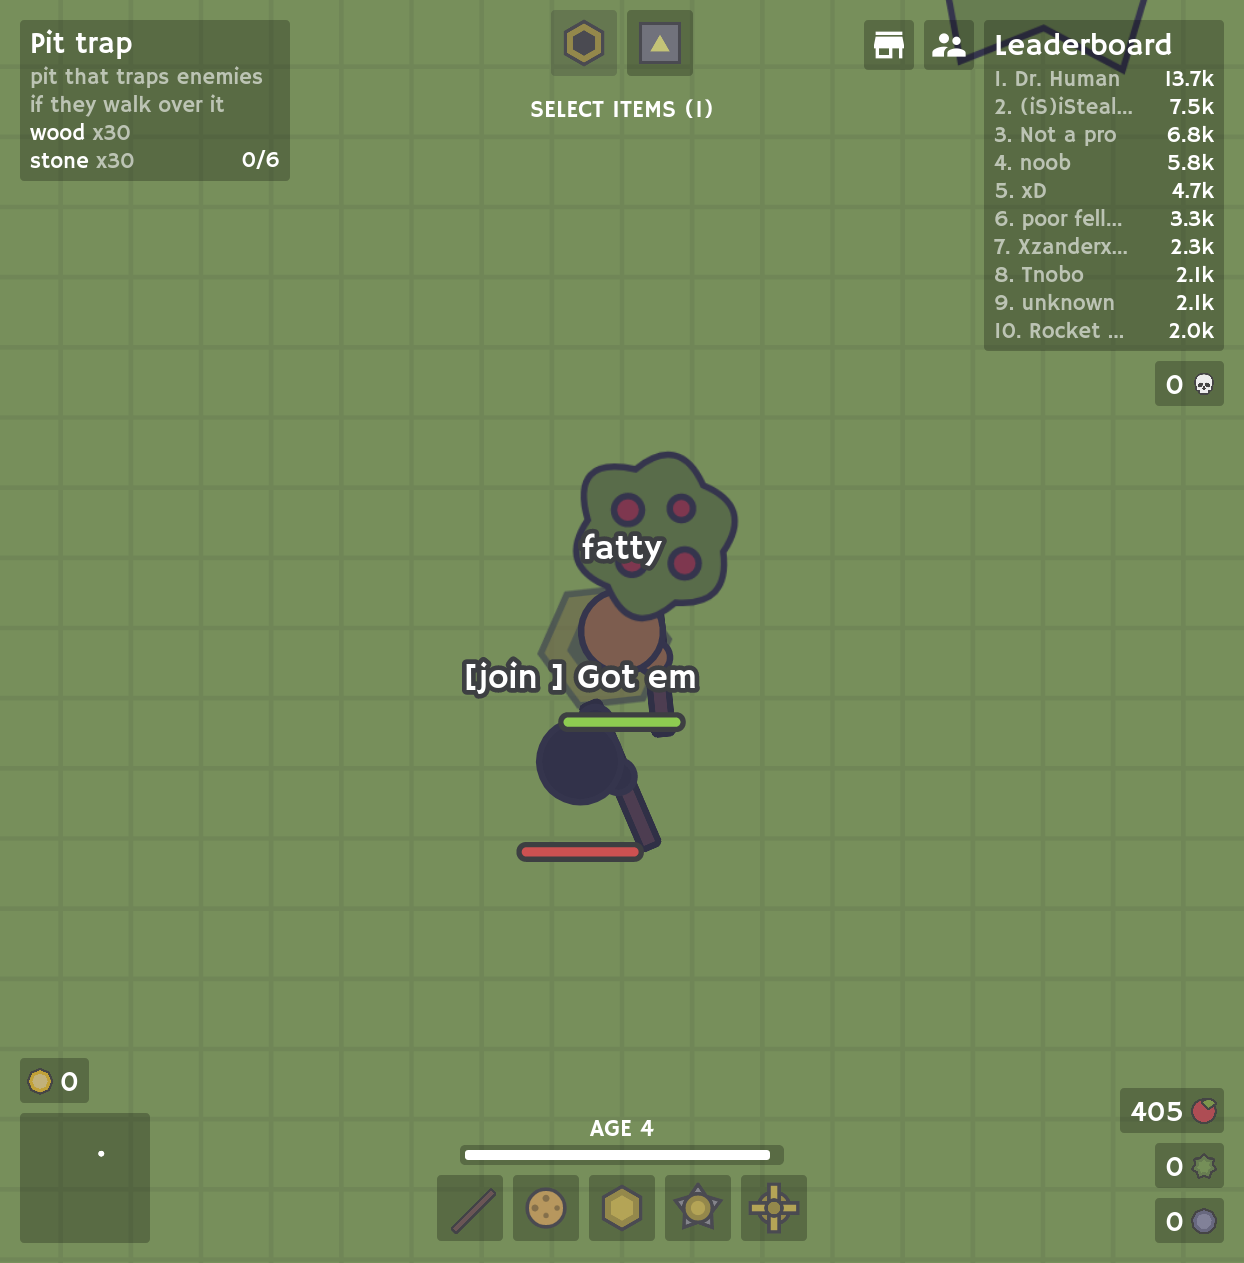 Pit trap
pit that traps enemies
if they walk over it
wood x30
stone x30 0/6
SELECT ITEMS (1)
Leaderboard
1. Dr. Human 13.7k
2. (iS)iSteal... 7.5k
3. Not a pro 6.8k
4. noob 5.8k
5. xD 4.7k
6. poor fell... 3.3k
7. Xzanderx... 2.3k
8. Tnobo 2.1k
9. unknown 2.1k
10. Rocket ... 2.0k
0
fatty
[join ] Got em
0
AGE 4
405
0
0